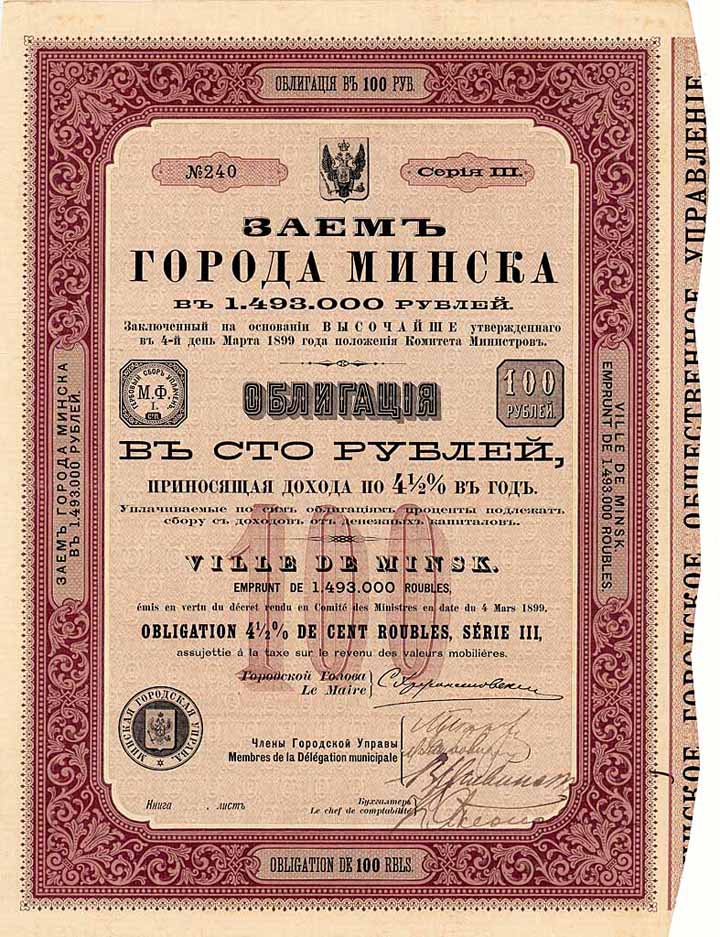 ОБЛИГАЦІЯ ВЪ 100 РУБ.
№240
Серія III.
ЗАЕМЪ
ГОРОДА МИНСКА
ВЪ 1.493.000 РУБЛЕЙ.
Заключенный на основаніи ВЫСОЧАЙШЕ утвержденнаго
въ 4-й день Марта 1899 года положенія Комитета Министровъ.
ГЕРБОВЫЙ СБОРЪ УПЛАЧЕНЪ
М.Ф.
1.
СПБ
ОБЛИГАЦІЯ
100
РУБЛЕЙ.
ВЪ СТО РУБЛЕЙ,
ПРИНОСЯЩАЯ ДОХОДА ПО 4½% ВЪ ГОДЪ.
Уплачиваемые по симъ облигаціямъ проценты подлежатъ
сбору съ доходовъ отъ денежныхъ капиталовъ.
100
VILLE DE MINSK.
EMPRUNT DE 1.493.000 ROUBLES,
émis en vertu du décret rendu en Comité des Ministres en date du 4 Mars 1899.
OBLIGATION 4½% DE CENT ROUBLES, SÉRIE III,
assujettie á la taxe sur le revenu des valeurs mobiliéres.
Городской Голова
Le Maire
МИНСКАЯ ГОРОДСКАЯ УПРАВА
Члены Городской Управы
Membres de la Délégation municipale
Книга , листъ
Бухгалтеръ
Le chef de comptabilité
OBLIGATION DE 100 RBLS.
ЗАЕМЪ ГОРОДА МИНСКА
ВЪ 1.493.000 РУБЛЕЙ.
VILLE DE MINSK
EMPRUNT DE 1.493.000 ROUBLES
ГОРОДСКОЕ ОБЩЕСТВЕННОЕ УПРАВЛЕНІЕ